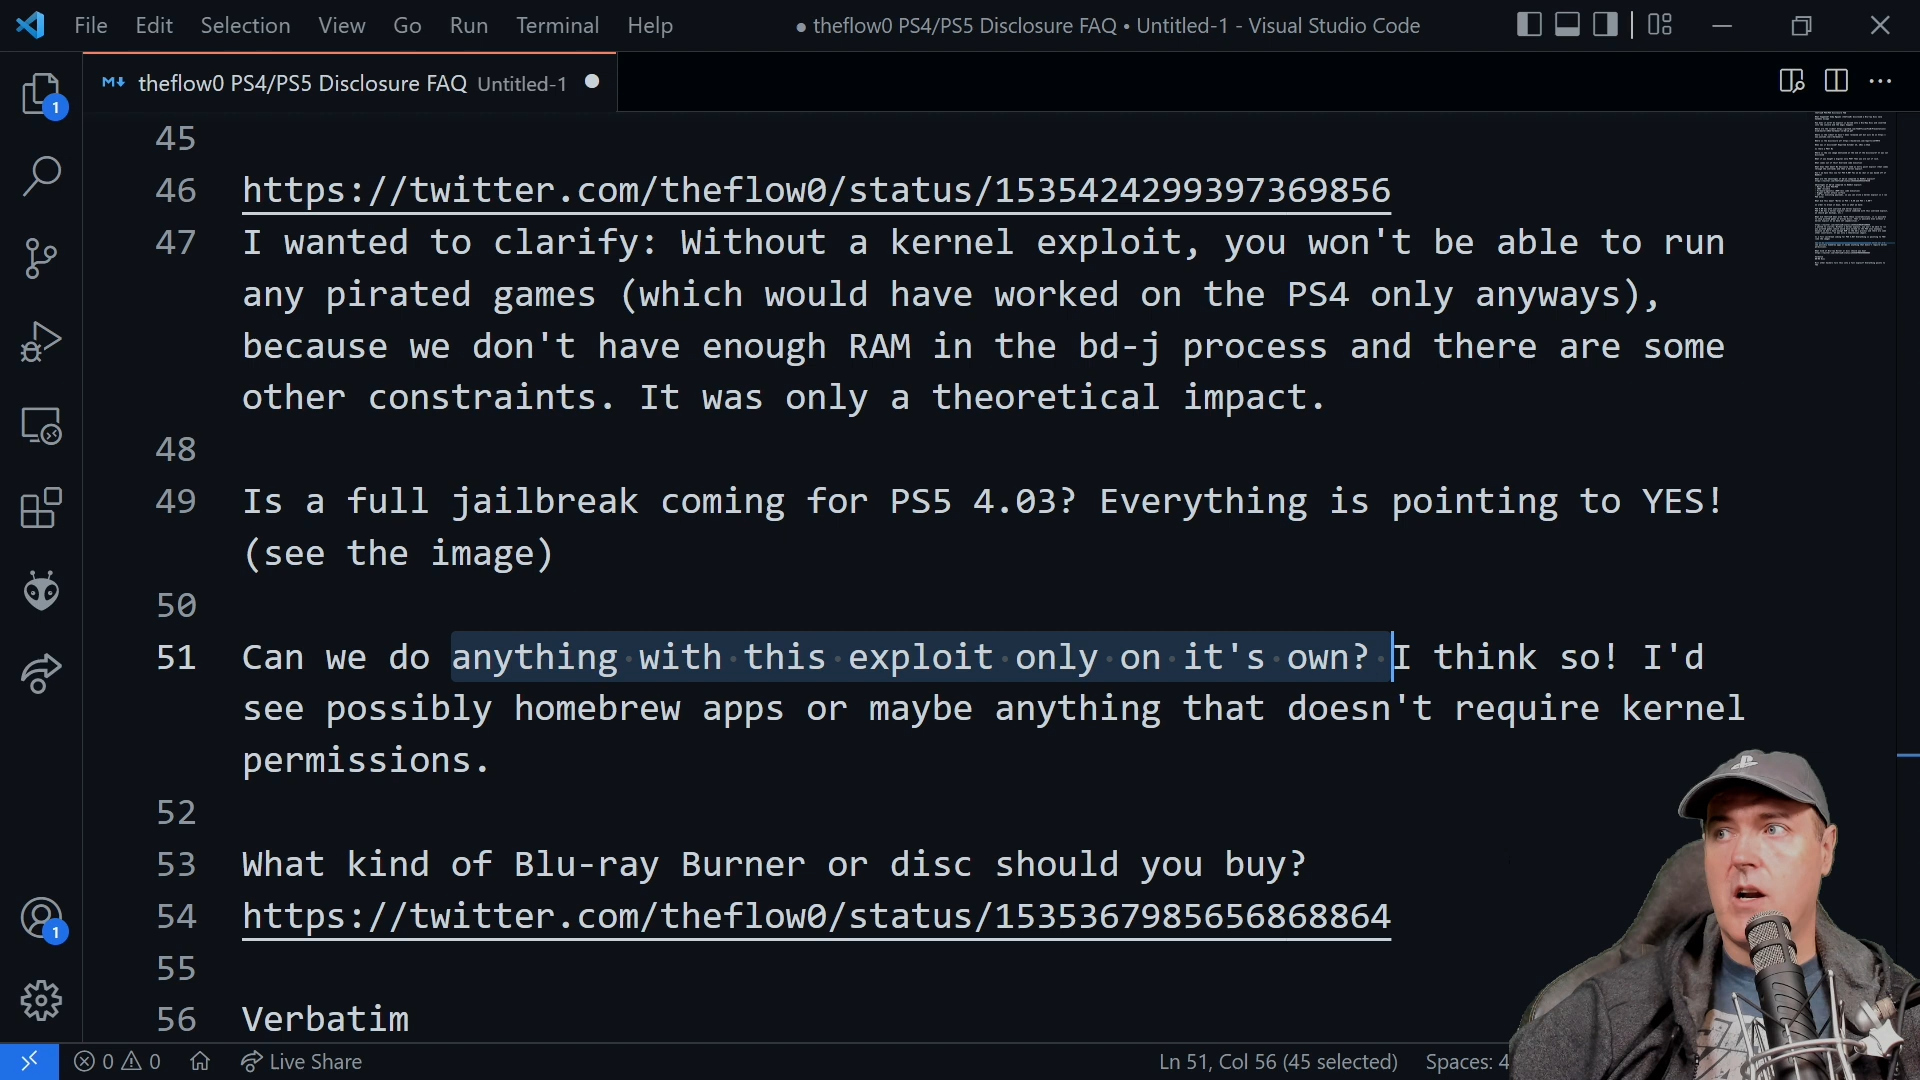 File Edit Selection View Go Run Terminal Help
● theflow0 PS4/PS5 Disclosure FAQ • Untitled-1 - Visual Studio Code
theflow0 PS4/PS5 Disclosure FAQ Untitled-1
45
46 https://twitter.com/theflow0/status/1535424299397369856
47 I wanted to clarify: Without a kernel exploit, you won't be able to run
any pirated games (which would have worked on the PS4 only anyways),
because we don't have enough RAM in the bd-j process and there are some
other constraints. It was only a theoretical impact.
48
49 Is a full jailbreak coming for PS5 4.03? Everything is pointing to YES!
(see the image)
50
51 Can we do anything with this exploit only on it's own? I think so! I'd
see possibly homebrew apps or maybe anything that doesn't require kernel
permissions.
52
53 What kind of Blu-ray Burner or disc should you buy?
54 https://twitter.com/theflow0/status/1535367985656868864
55
56 Verbatim
1
1
0 0 Live Share
Ln 51, Col 56 (45 selected) Spaces: 4